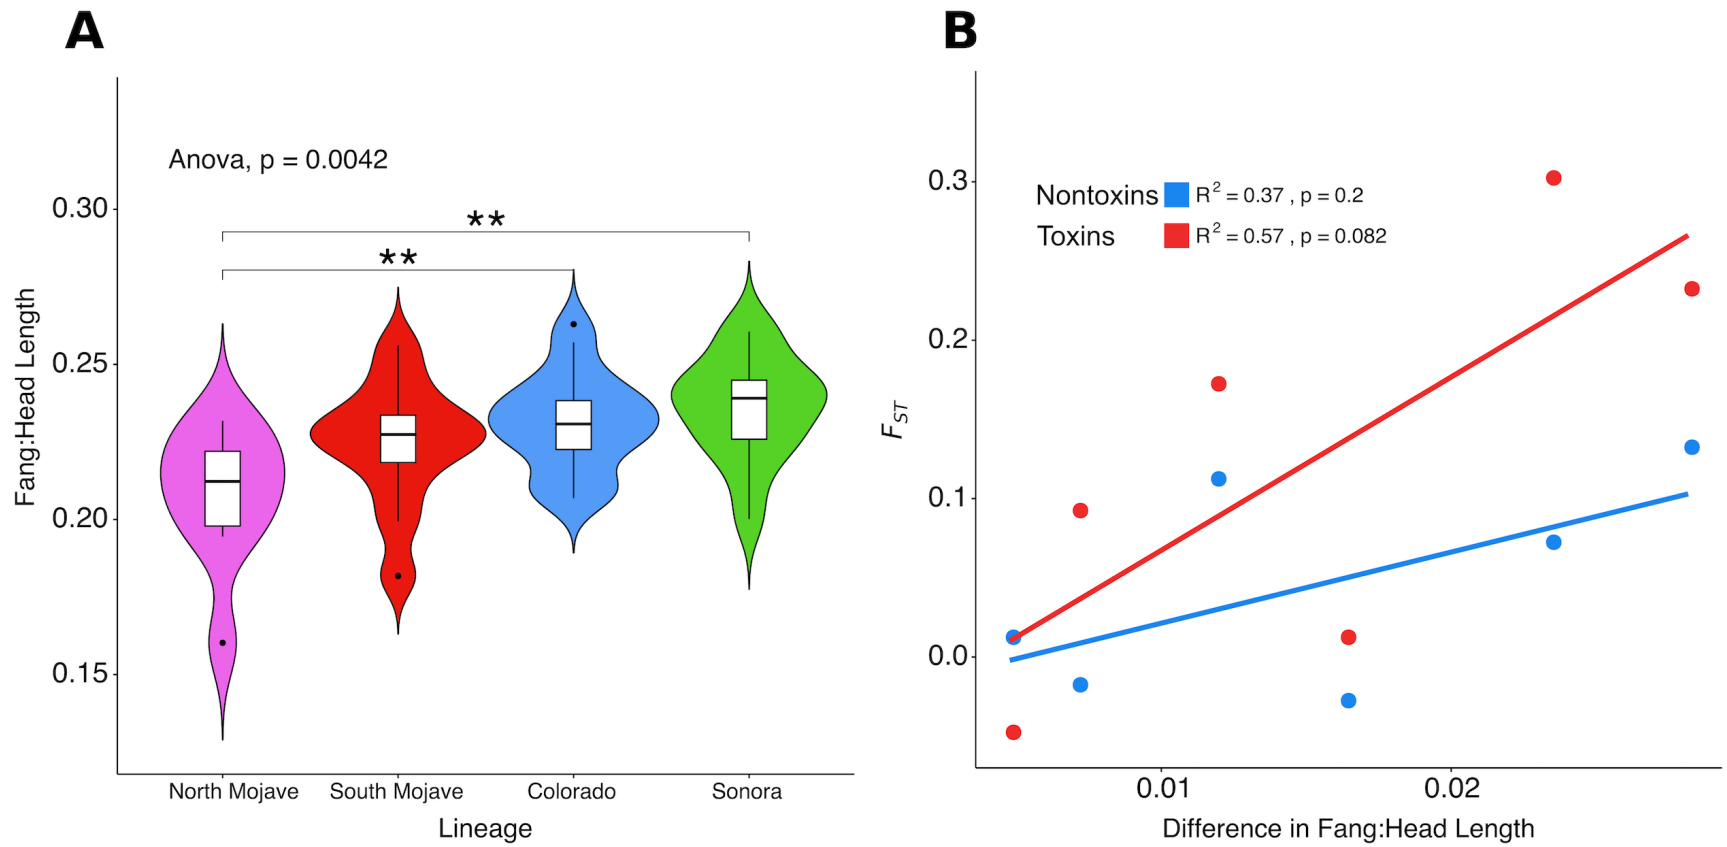 A
Anova, p = 0.0042
**
**
0.30
0.25
0.20
0.15
Fang:Head Length
North Mojave South Mojave Colorado Sonora
Lineage
B
Nontoxins R2 = 0.37 , p = 0.2
Toxins R2 = 0.57 , p = 0.082
0.3
0.2
0.1
0.0
FST
0.01 0.02
Difference in Fang:Head Length